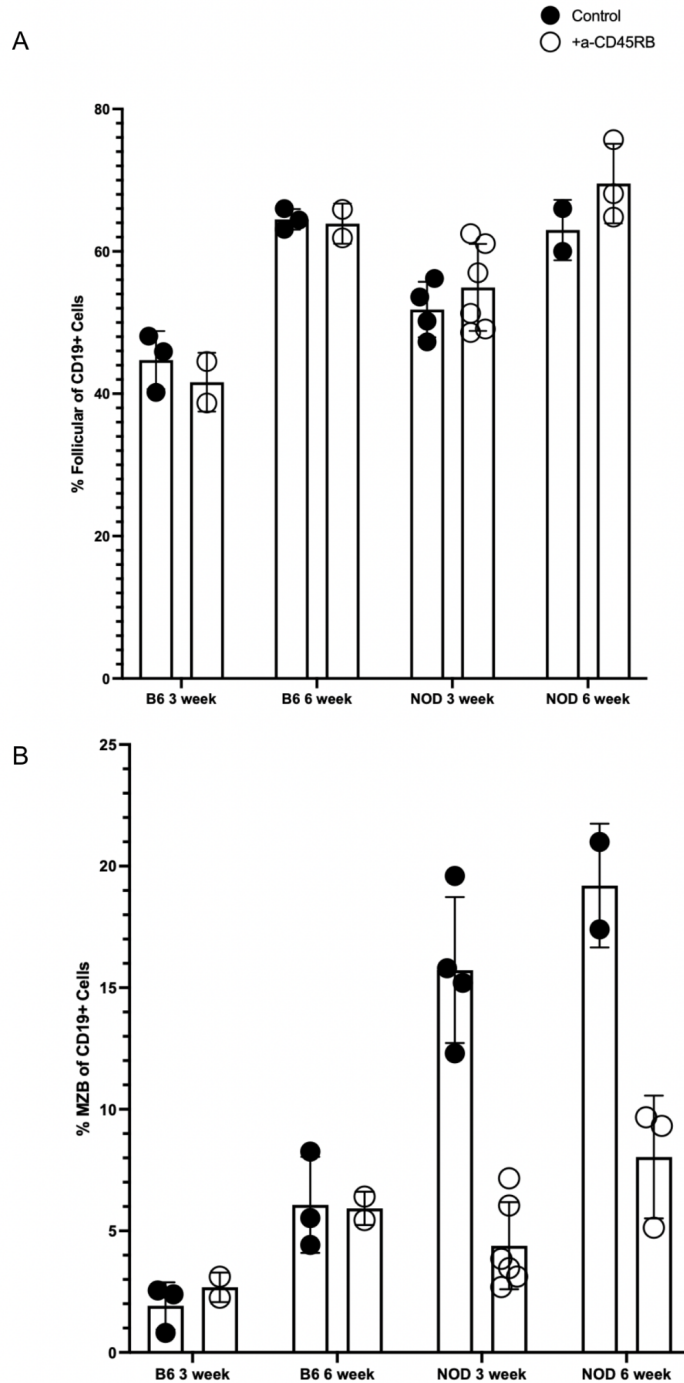 Control
+a-CD45RB
A
% Follicular of CD19+ Cells
80
60
40
20
0
B6 3 week
B6 6 week
NOD 3 week
NOD 6 week
B
% MZB of CD19+ Cells
25
20
15
10
5
0
B6 3 week
B6 6 week
NOD 3 week
NOD 6 week